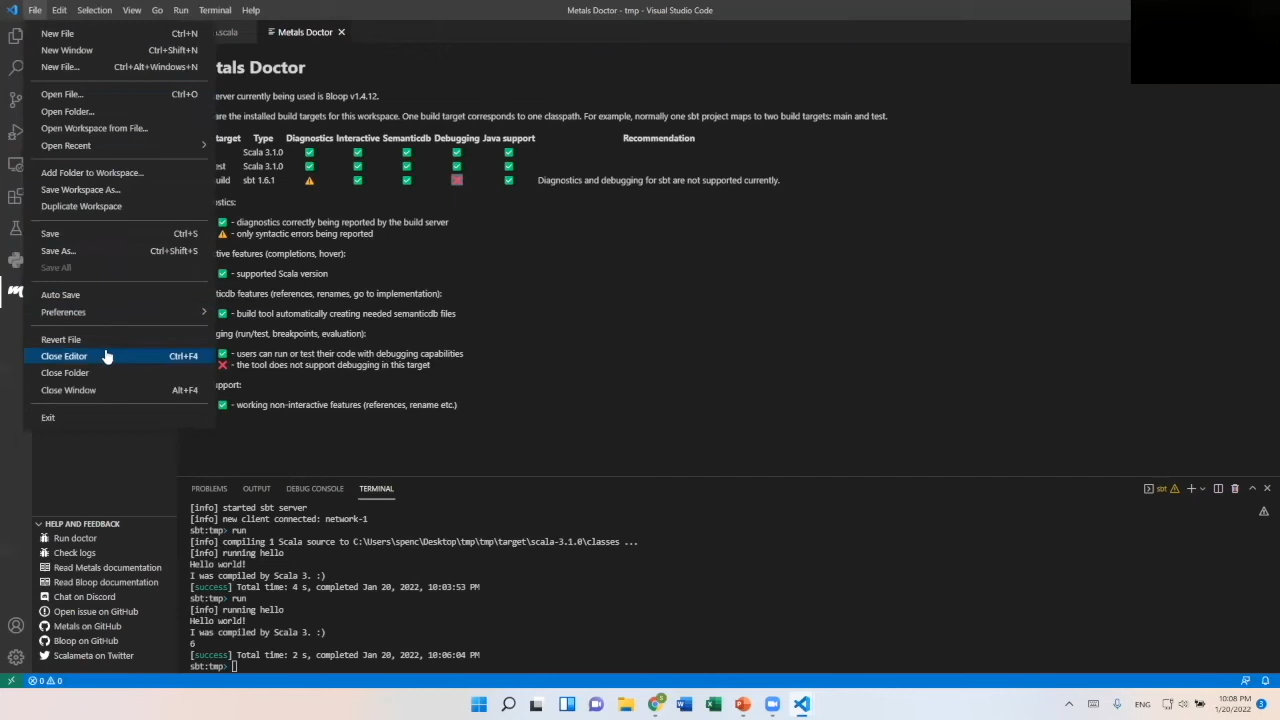 File Edit Selection View Go Run Terminal Help
Metals Doctor - tmp - Visual Studio Code
.scala
Metals Doctor
New File Ctrl+N
New Window Ctrl+Shift+N
New File... Ctrl+Alt+Windows+N
Open File... Ctrl+O
Open Folder...
Open Workspace from File...
Open Recent
Add Folder to Workspace...
Save Workspace As...
Duplicate Workspace
Save Ctrl+S
Save As... Ctrl+Shift+S
Save All
Auto Save
Preferences
Revert File
Close Editor Ctrl+F4
Close Folder
Close Window Alt+F4
Exit
tals Doctor
erver currently being used is Bloop v1.4.12.
are the installed build targets for this workspace. One build target corresponds to one classpath. For example, normally one sbt project maps to two build targets: main and test.
target Type Diagnostics Interactive Semanticdb Debugging Java support Recommendation
Scala 3.1.0
est Scala 3.1.0
uild sbt 1.6.1 Diagnostics and debugging for sbt are not supported currently.
stics:
- diagnostics correctly being reported by the build server
- only syntactic errors being reported
tive features (completions, hover):
- supported Scala version
ticdb features (references, renames, go to implementation):
- build tool automatically creating needed semanticdb files
ging (run/test, breakpoints, evaluation):
- users can run or test their code with debugging capabilities
- the tool does not support debugging in this target
upport:
- working non-interactive features (references, rename etc.)
PROBLEMS OUTPUT DEBUG CONSOLE TERMINAL
sbt
[info] started sbt server
[info] new client connected: network-1
sbt:tmp> run
[info] compiling 1 Scala source to C:\Users\spenc\Desktop\tmp\tmp\target\scala-3.1.0\classes ...
[info] running hello
Hello world!
I was compiled by Scala 3. :)
[success] Total time: 4 s, completed Jan 20, 2022, 10:03:53 PM
sbt:tmp> run
[info] running hello
Hello world!
I was compiled by Scala 3. :)
6
[success] Total time: 2 s, completed Jan 20, 2022, 10:06:04 PM
sbt:tmp>
HELP AND FEEDBACK
Run doctor
Check logs
Read Metals documentation
Read Bloop documentation
Chat on Discord
Open issue on GitHub
Metals on GitHub
Bloop on GitHub
Scalameta on Twitter
0 0
ENG
10:08 PM
1/20/2022
3